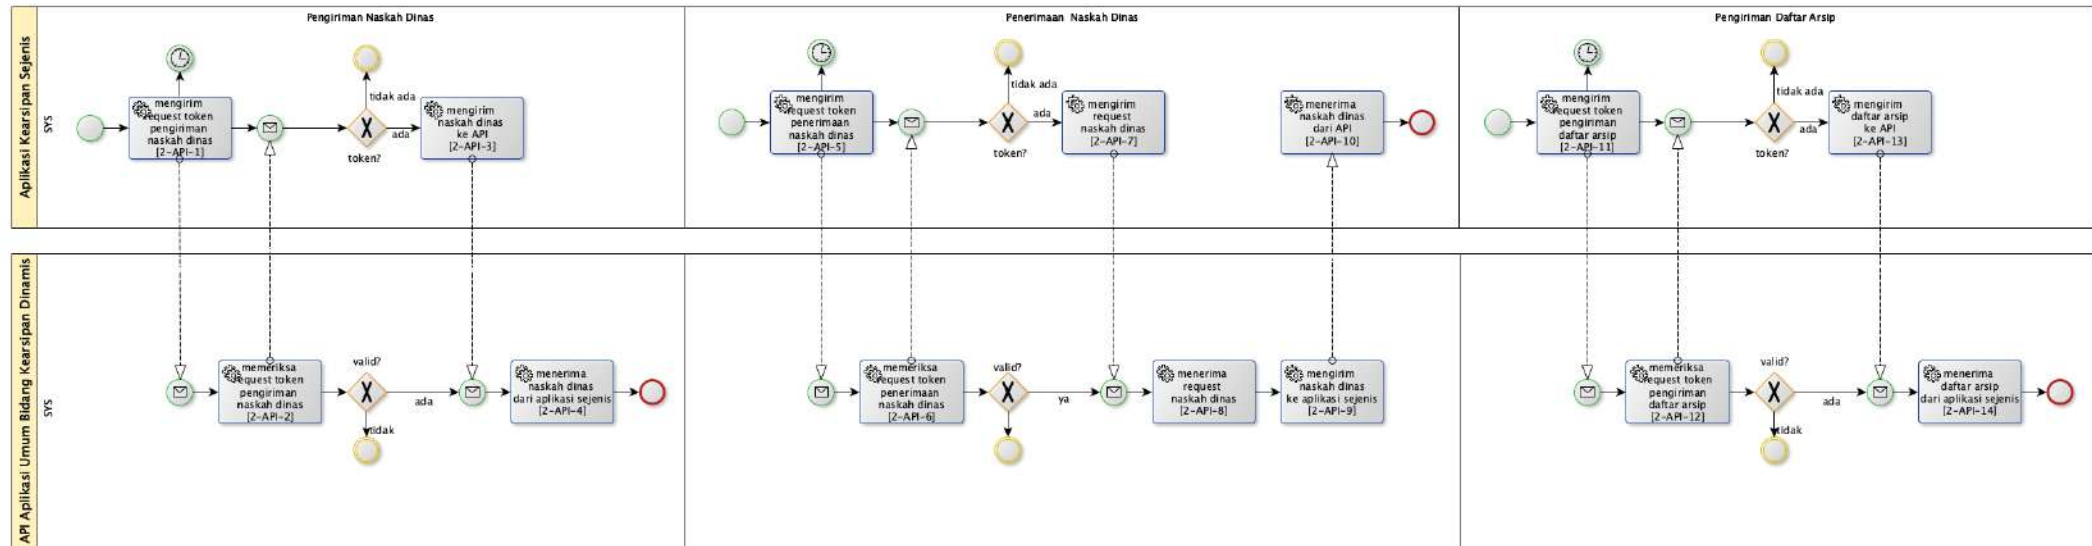 Aplikasi Kearsipan Sejenis
SYS
Pengiriman Naskah Dinas
mengirim
request token
pengiriman
naskah dinas
[2-API-1]
tidak ada
ada
token?
mengirim
naskah dinas
ke API
[2-API-3]
Penerimaan Naskah Dinas
mengirim
request token
penerimaan
naskah dinas
[2-API-5]
tidak ada
ada
token?
mengirim
request
naskah dinas
[2-API-7]
menerima
naskah dinas
dari API
[2-API-10]
Pengiriman Daftar Arsip
mengirim
request token
pengiriman
daftar arsip
[2-API-11]
tidak ada
ada
token?
mengirim
daftar arsip
ke API
[2-API-13]
API Aplikasi Umum Bidang Kearsipan Dinamis
SYS
memeriksa
request token
pengiriman
naskah dinas
[2-API-2]
valid?
ada
tidak
menerima
naskah dinas
dari aplikasi sejenis
[2-API-4]
memeriksa
request token
penerimaan
naskah dinas
[2-API-6]
valid?
ya
menerima
request
naskah dinas
[2-API-8]
mengirim
naskah dinas
ke aplikasi sejenis
[2-API-9]
memeriksa
request token
pengiriman
daftar arsip
[2-API-12]
valid?
ada
tidak
menerima
daftar arsip
dari aplikasi sejenis
[2-API-14]